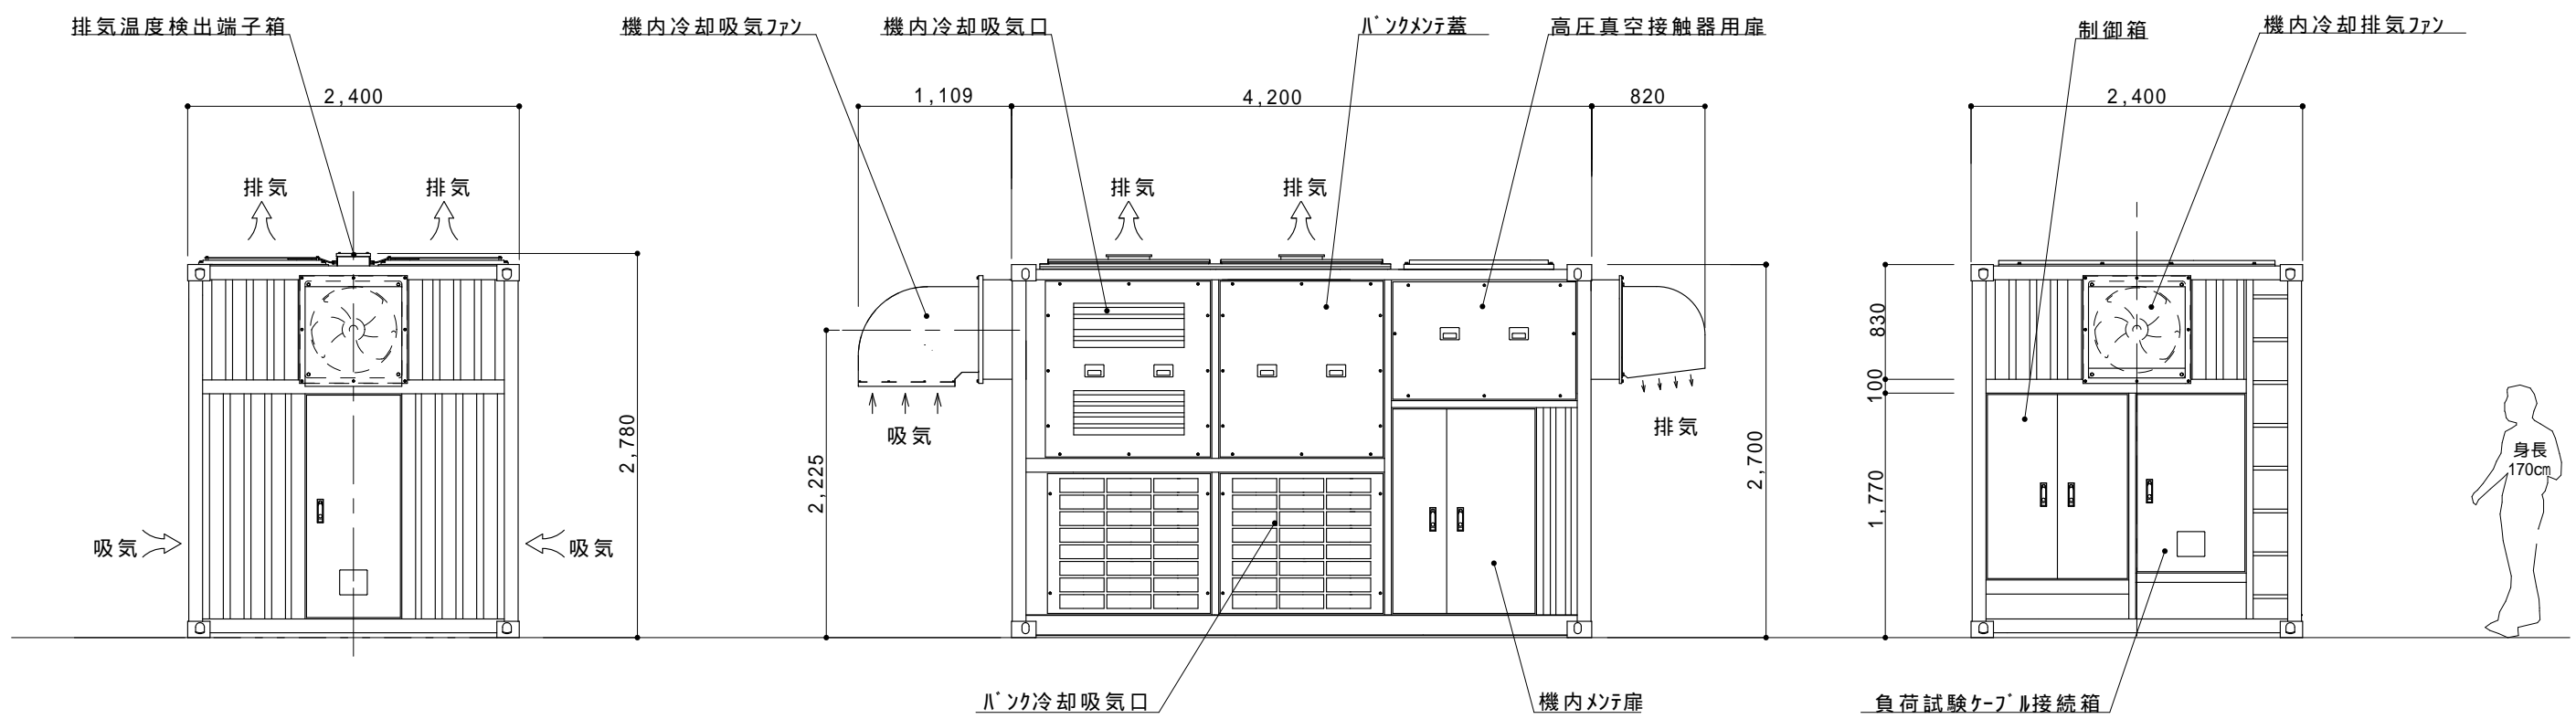 排気温度検出端子箱
機内冷却吸気ﾌｧﾝ
機内冷却吸気口
ﾊﾞﾝｸﾒﾝﾃ蓋
高圧真空接触器用扉
制御箱
機内冷却排気ﾌｧﾝ
2,400
1,109
4,200
820
2,400
排気
排気
排気
排気
830
100
1,770
2,780
2,225
2,700
吸気
排気
吸気
吸気
身長
170㎝
ﾊﾞﾝｸ冷却吸気口
機内ﾒﾝﾃ扉
負荷試験ｹｰﾌﾞﾙ接続箱